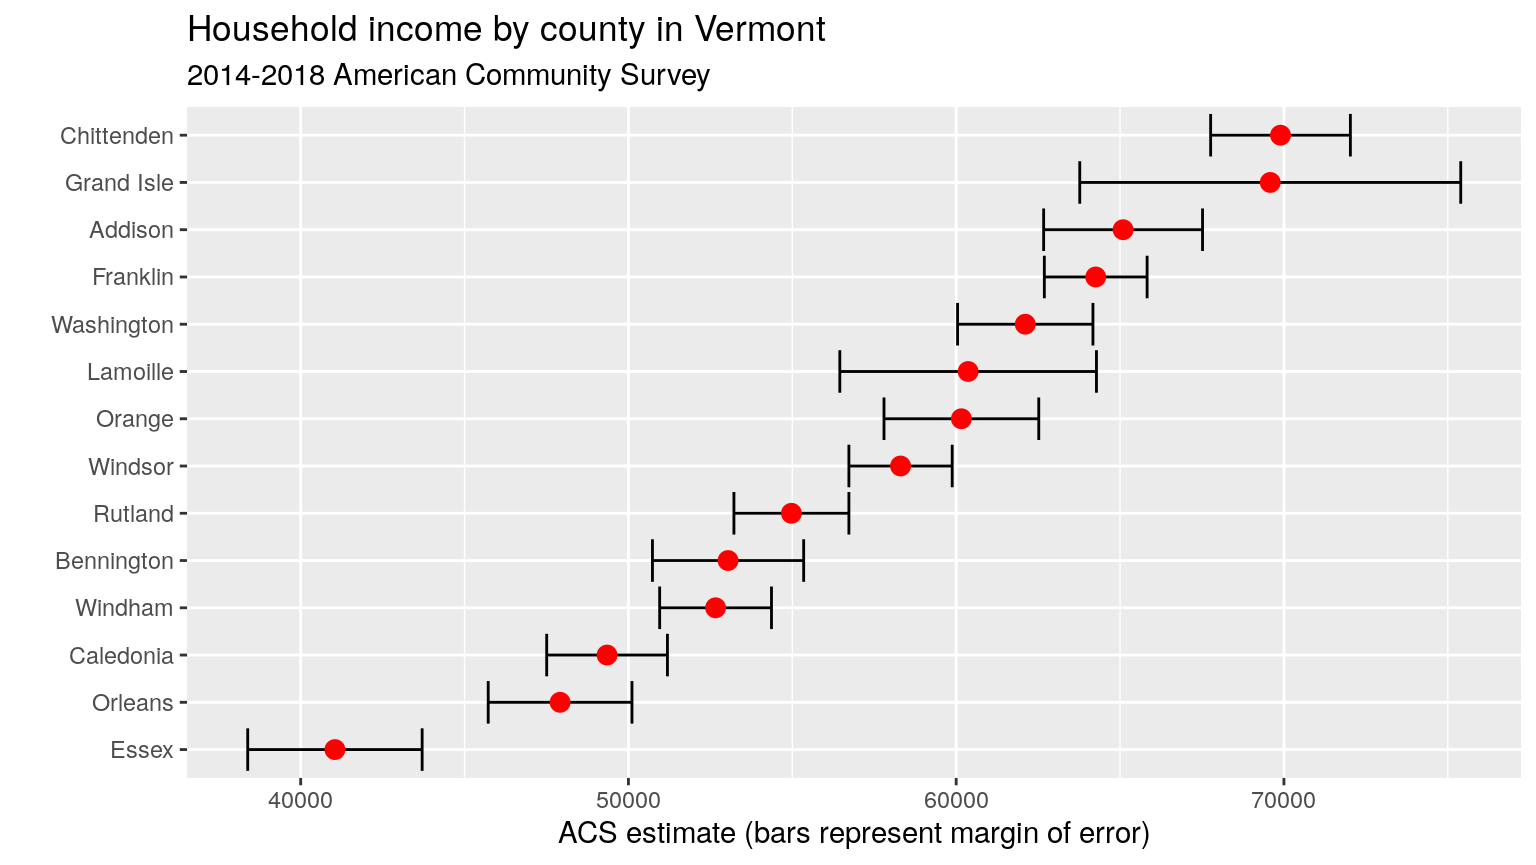 Household income by county in Vermont
2014-2018 American Community Survey
Chittenden
Grand Isle
Addison
Franklin
Washington
Lamoille
Orange
Windsor
Rutland
Bennington
Windham
Caledonia
Orleans
Essex
40000 50000 60000 70000
ACS estimate (bars represent margin of error)